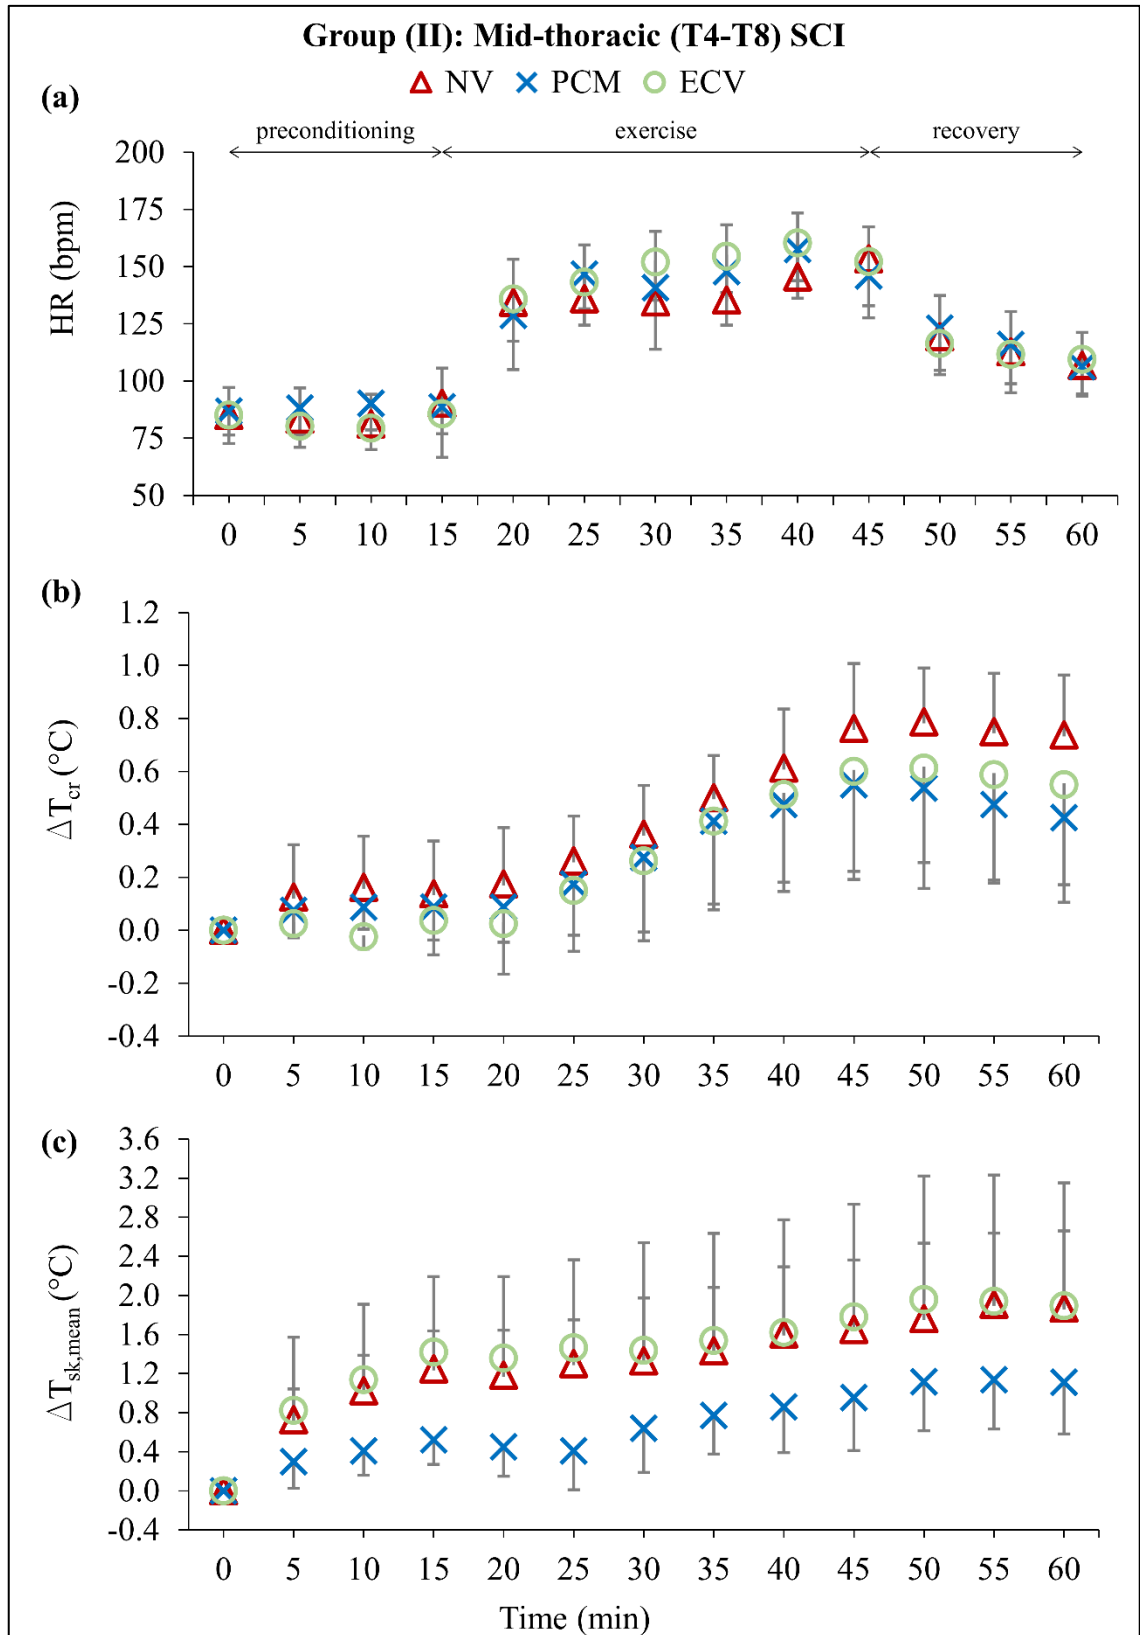 Group (II): Mid-thoracic (T4-T8) SCI
NV PCM ECV
(a)
preconditioning exercise recovery
200
175
150
125
100
75
50
HR (bpm)
0 5 10 15 20 25 30 35 40 45 50 55 60
(b)
1.2
1.0
0.8
0.6
0.4
0.2
0.0
-0.2
-0.4
ΔTcr (°C)
0 5 10 15 20 25 30 35 40 45 50 55 60
(c)
3.6
3.2
2.8
2.4
2.0
1.6
1.2
0.8
0.4
0.0
-0.4
ΔTsk,mean (°C)
0 5 10 15 20 25 30 35 40 45 50 55 60
Time (min)